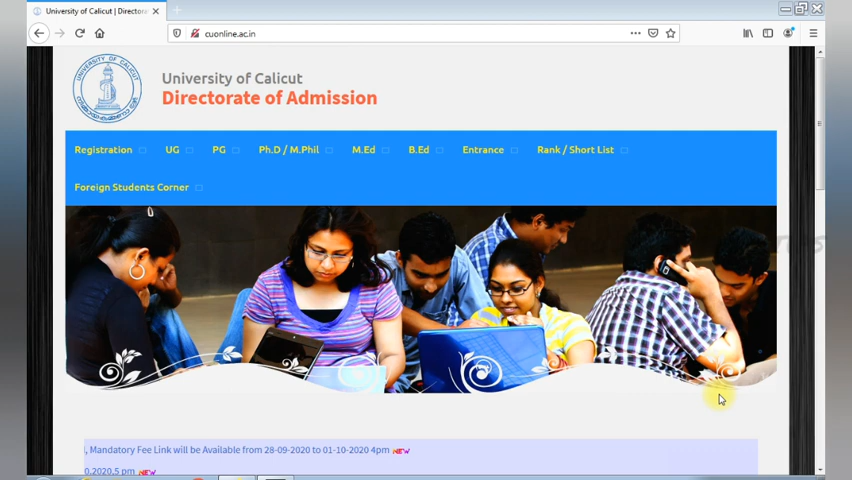 University of Calicut | Director
cuonline.ac.in
University of Calicut
Directorate of Admission
Registration UG PG Ph.D / M.Phil M.Ed B.Ed Entrance Rank / Short List
Foreign Students Corner
, Mandatory Fee Link will be Available from 28-09-2020 to 01-10-2020 4pm NEW
0.2020,5 pm NEW